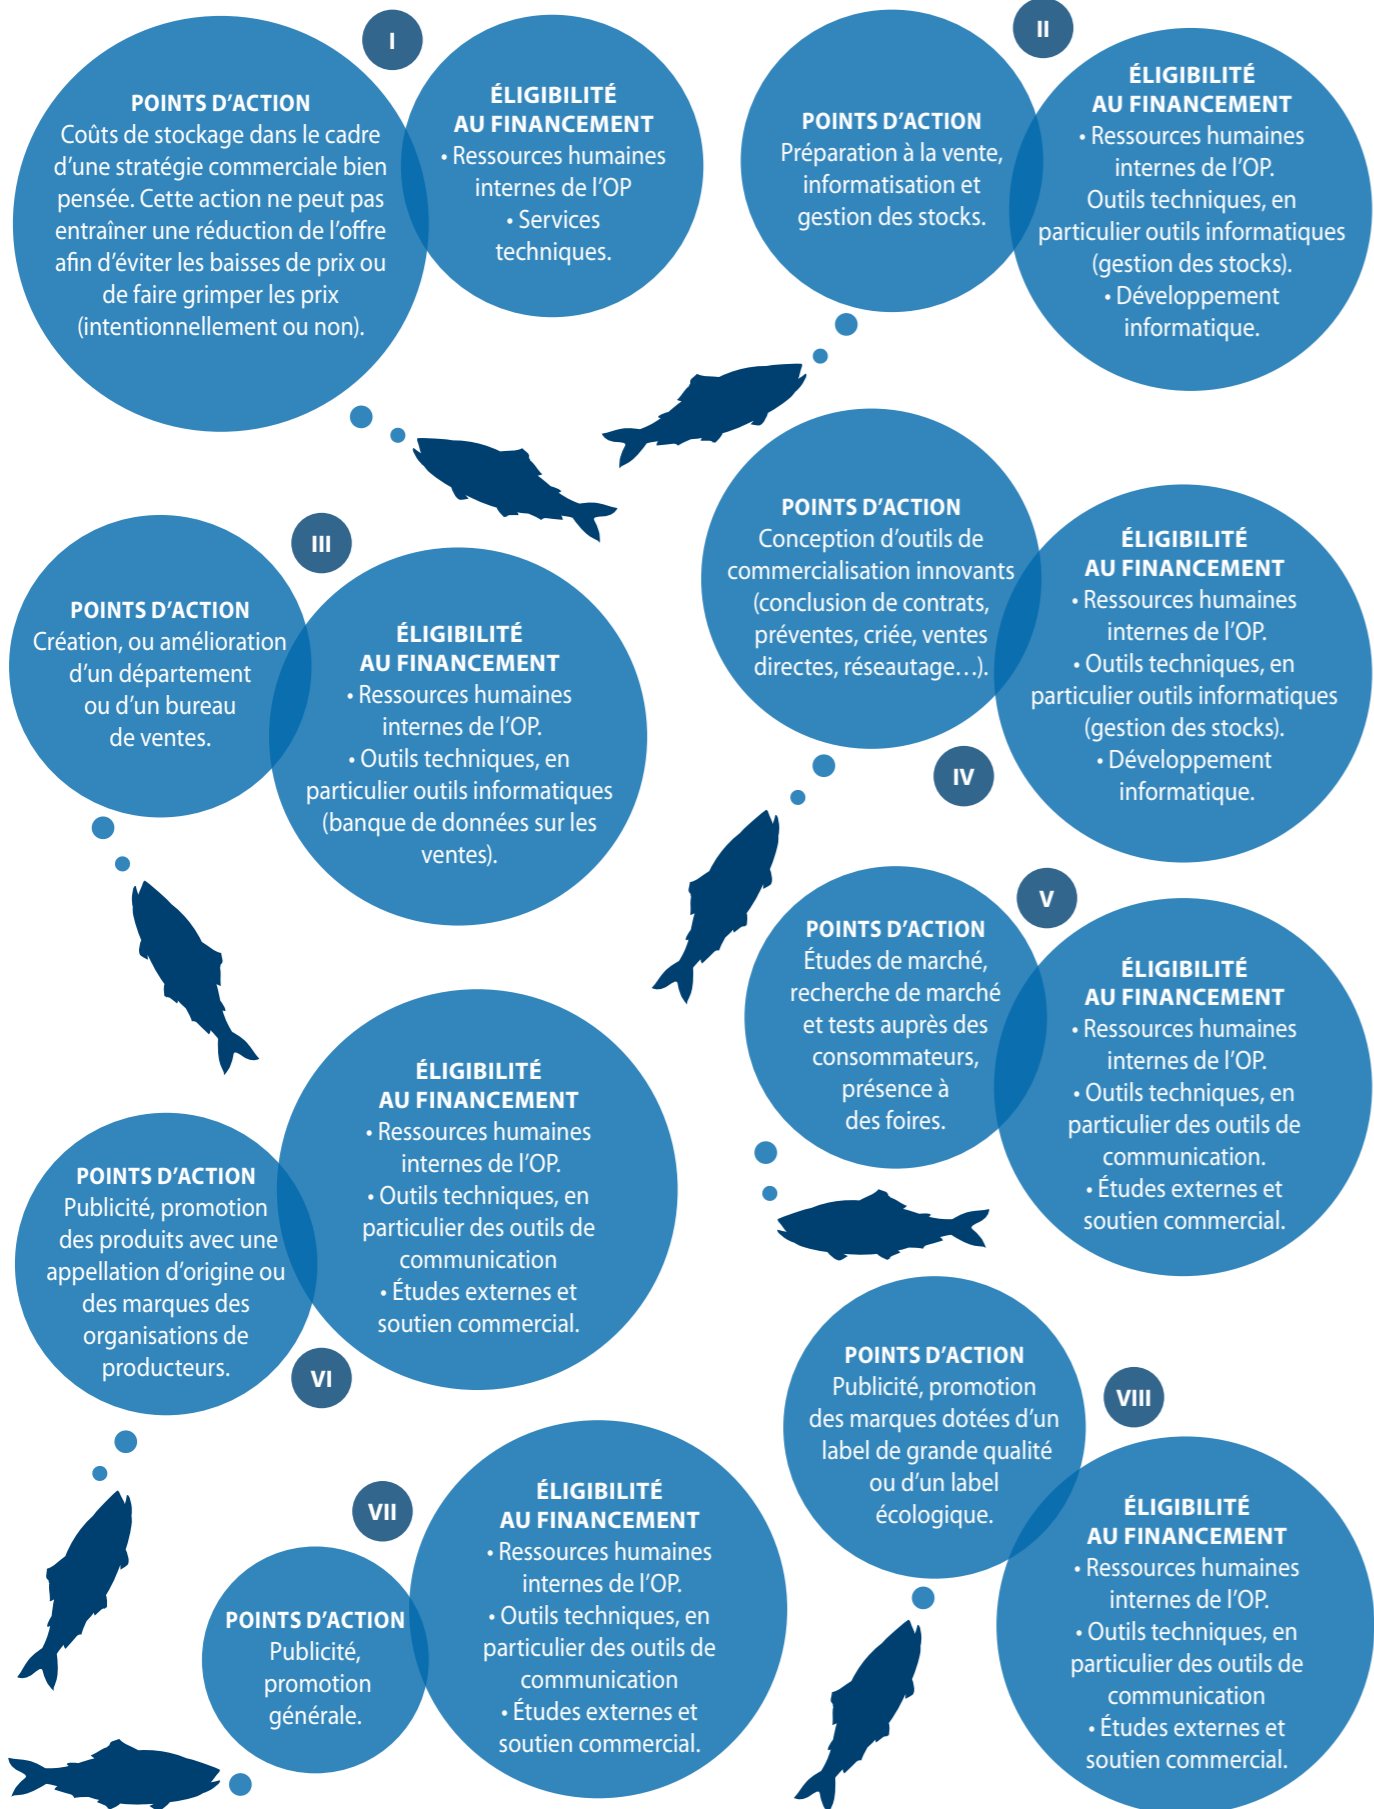 I
POINTS D’ACTION
Coûts de stockage dans le cadre
d’une stratégie commerciale bien
pensée. Cette action ne peut pas
entraîner une réduction de l’offre
afin d’éviter les baisses de prix ou
de faire grimper les prix
(intentionnellement ou non).
ÉLIGIBILITÉ
AU FINANCEMENT
• Ressources humaines
internes de l’OP
• Services
techniques.
II
POINTS D’ACTION
Préparation à la vente,
informatisation et
gestion des stocks.
ÉLIGIBILITÉ
AU FINANCEMENT
• Ressources humaines
internes de l’OP.
Outils techniques, en
particulier outils informatiques
(gestion des stocks).
• Développement
informatique.
III
POINTS D’ACTION
Création, ou amélioration
d’un département
ou d’un bureau
de ventes.
ÉLIGIBILITÉ
AU FINANCEMENT
• Ressources humaines
internes de l’OP.
• Outils techniques, en
particulier outils informatiques
(banque de données sur les
ventes).
POINTS D’ACTION
Conception d’outils de
commercialisation innovants
(conclusion de contrats,
préventes, criée, ventes
directes, réseautage…).
IV
ÉLIGIBILITÉ
AU FINANCEMENT
• Ressources humaines
internes de l’OP.
• Outils techniques, en
particulier outils informatiques
(gestion des stocks).
• Développement
informatique.
V
POINTS D’ACTION
Études de marché,
recherche de marché
et tests auprès des
consommateurs,
présence à
des foires.
ÉLIGIBILITÉ
AU FINANCEMENT
• Ressources humaines
internes de l’OP.
• Outils techniques, en
particulier des outils de
communication.
• Études externes et
soutien commercial.
POINTS D’ACTION
Publicité, promotion
des produits avec une
appellation d’origine ou
des marques des
organisations de
producteurs.
VI
ÉLIGIBILITÉ
AU FINANCEMENT
• Ressources humaines
internes de l’OP.
• Outils techniques, en
particulier des outils de
communication
• Études externes et
soutien commercial.
VII
POINTS D’ACTION
Publicité,
promotion
générale.
ÉLIGIBILITÉ
AU FINANCEMENT
• Ressources humaines
internes de l’OP.
• Outils techniques, en
particulier des outils de
communication
• Études externes et
soutien commercial.
VIII
POINTS D’ACTION
Publicité, promotion
des marques dotées d’un
label de grande qualité
ou d’un label
écologique.
ÉLIGIBILITÉ
AU FINANCEMENT
• Ressources humaines
internes de l’OP.
• Outils techniques, en
particulier des outils de
communication
• Études externes et
soutien commercial.